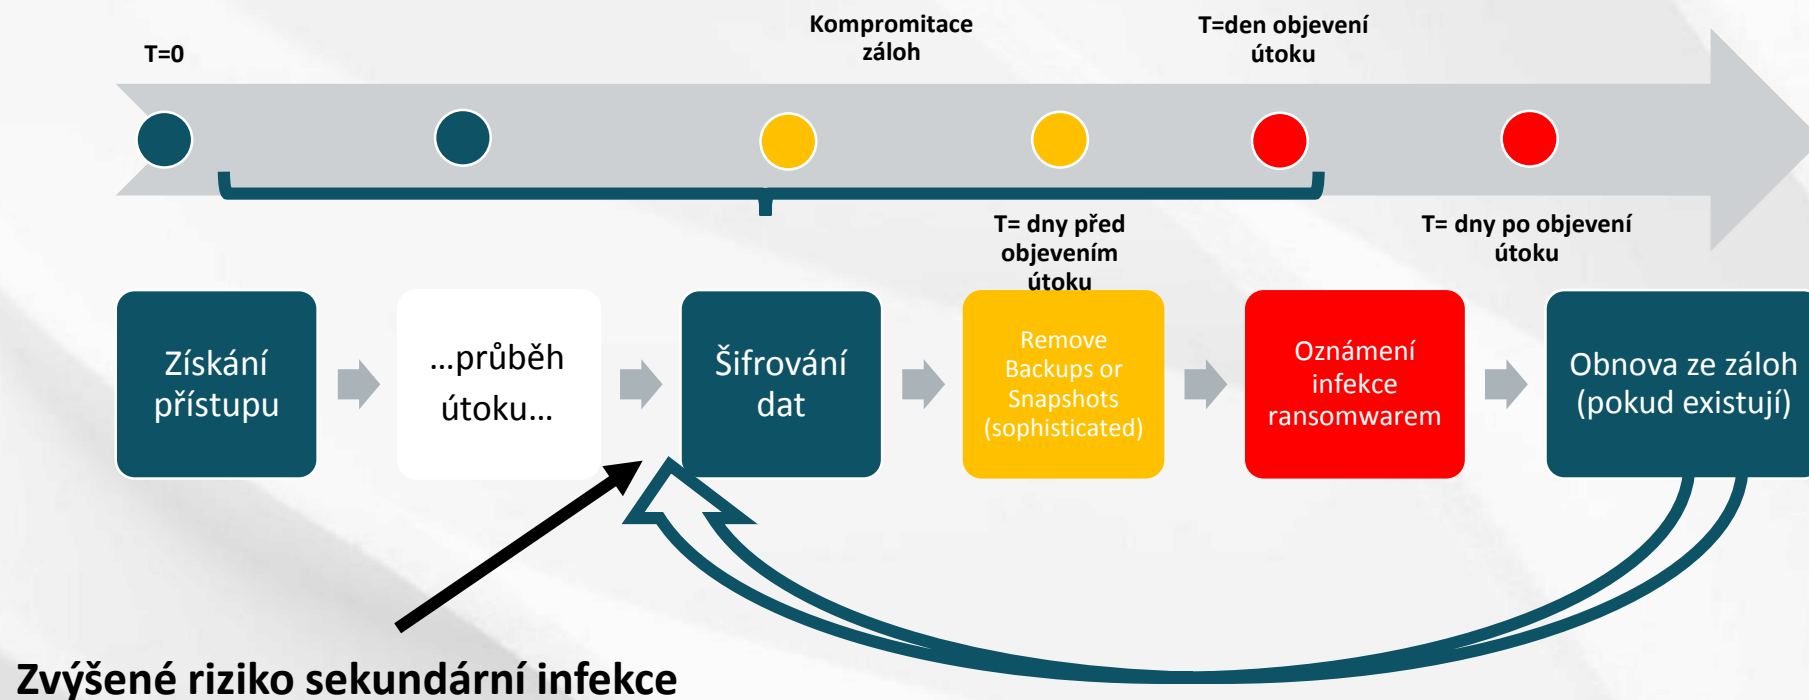 T=0
Kompromitace
záloh
T=den objevení
útoku
T= dny před
objevením
útoku
T= dny po objevení
útoku
Získání
přístupu
...průběh
útoku...
Šifrování
dat
Remove
Backups or
Snapshots
(sophisticated)
Oznámení
infekce
ransomwarem
Obnova ze záloh
(pokud existují)
Zvýšené riziko sekundární infekce